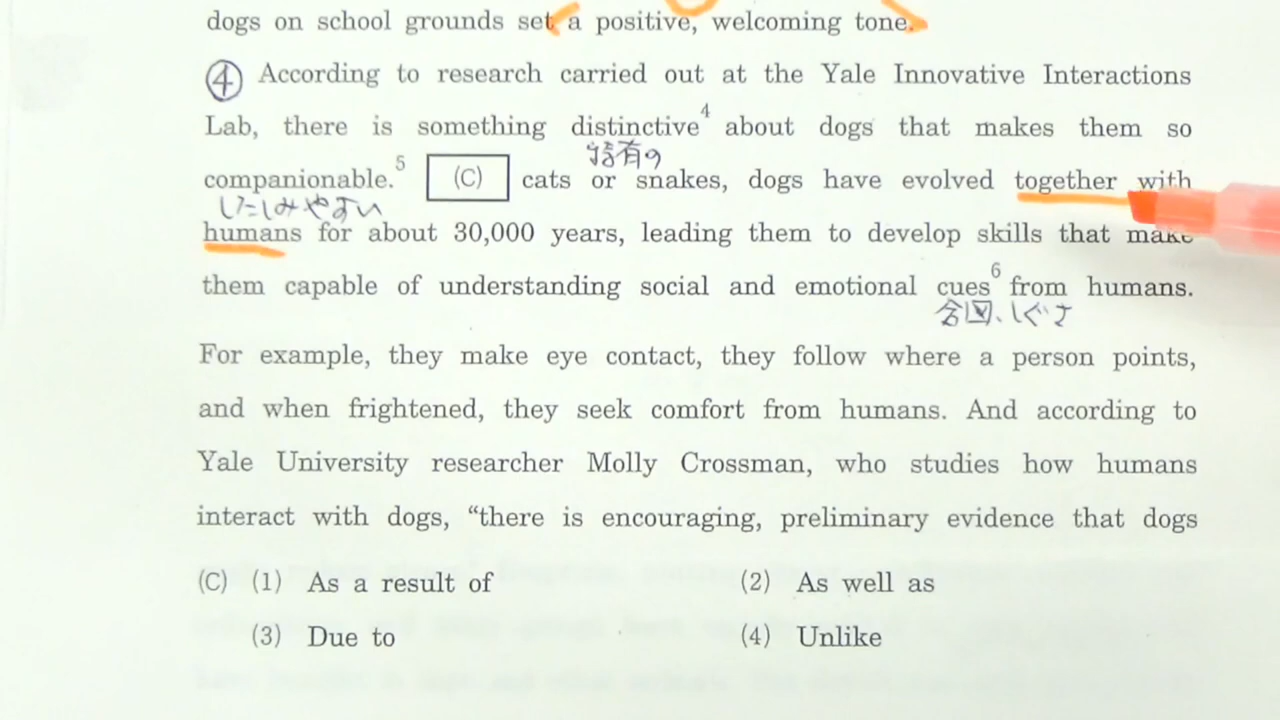 dogs on school grounds set a positive, welcoming tone.
④ According to research carried out at the Yale Innovative Interactions
Lab, there is something distinctive⁴ about dogs that makes them so
特有の
companionable.⁵ (C) cats or snakes, dogs have evolved together with
したしみやすい
humans for about 30,000 years, leading them to develop skills that make
them capable of understanding social and emotional cues⁶ from humans.
合図、しぐさ
For example, they make eye contact, they follow where a person points,
and when frightened, they seek comfort from humans. And according to
Yale University researcher Molly Crossman, who studies how humans
interact with dogs, “there is encouraging, preliminary evidence that dogs
(C) (1) As a result of (2) As well as
(3) Due to (4) Unlike